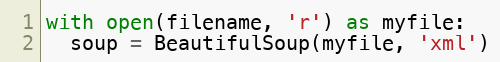 1 with open(filename, 'r') as myfile:
2   soup = BeautifulSoup(myfile, 'xml')